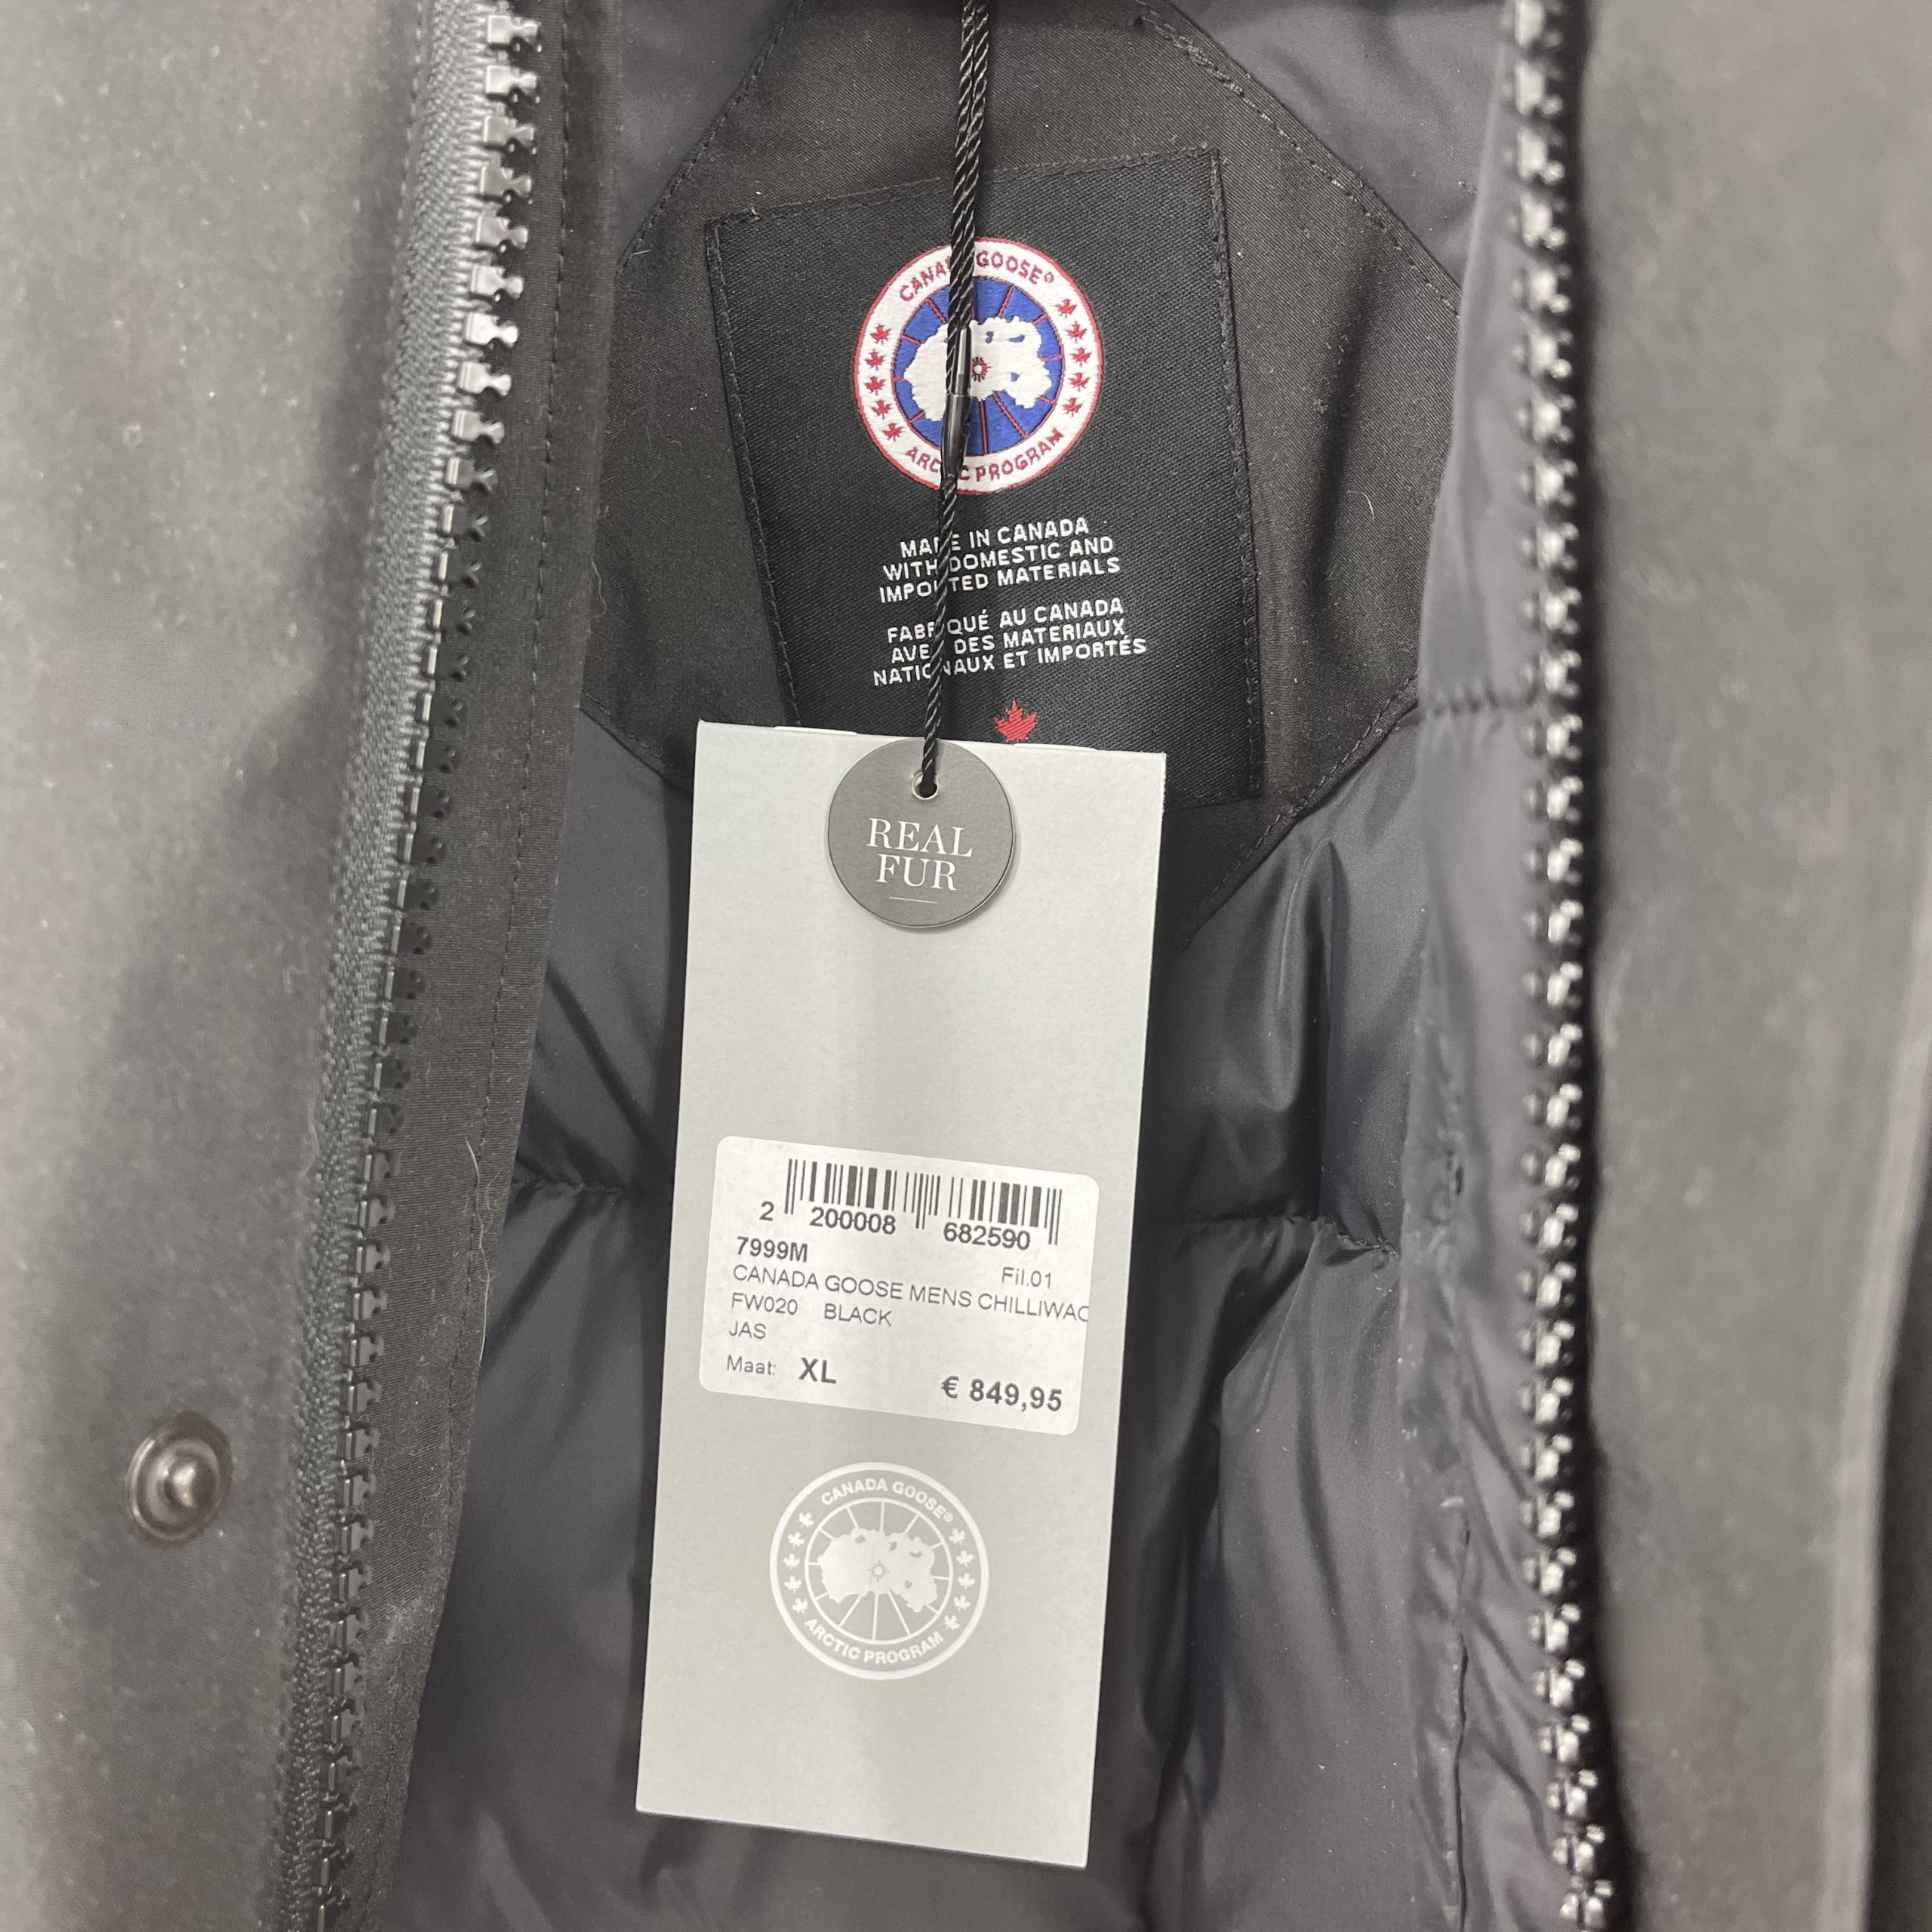 CANADA GOOSE®
ARCTIC PROGRAM
MADE IN CANADA
WITH DOMESTIC AND
IMPORTED MATERIALS
FABRIQUÉ AU CANADA
AVEC DES MATERIAUX
NATIONAUX ET IMPORTÉS
REAL
FUR
2 200008 682590
7999M
Fil.01
CANADA GOOSE MENS CHILLIWAC
FW020 BLACK
JAS
Maat: XL
€ 849,95
CANADA GOOSE®
ARCTIC PROGRAM